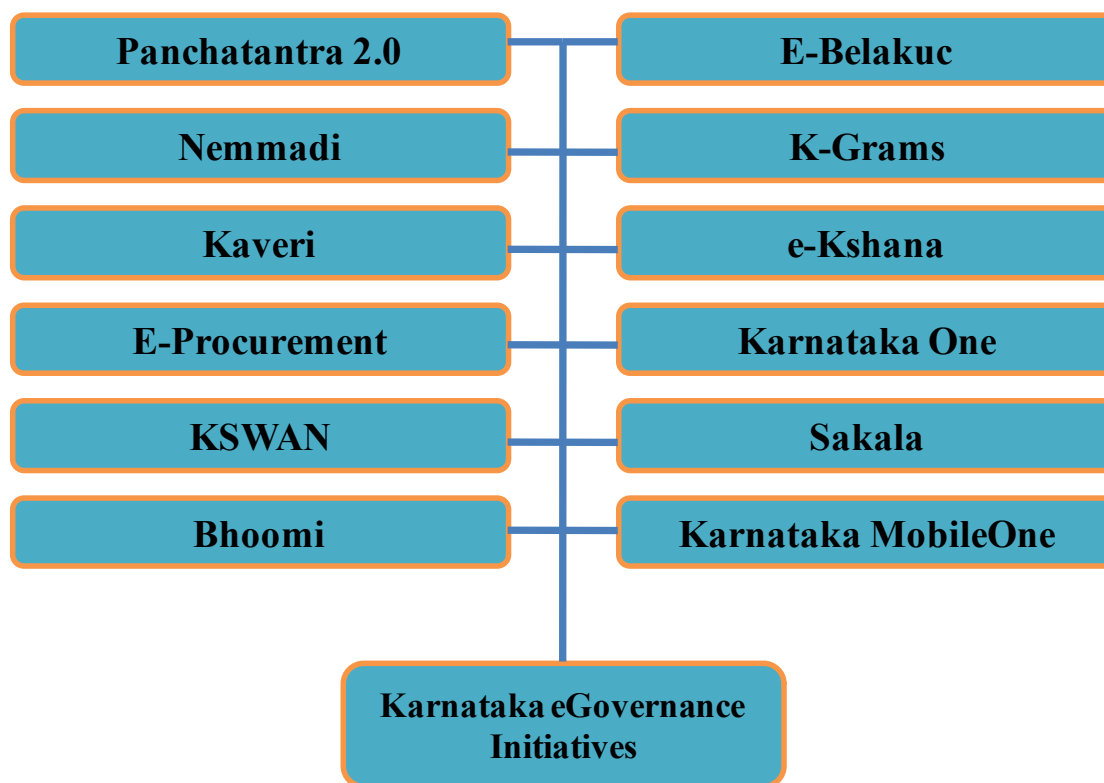 Panchatantra 2.0
E-Belakuc
Nemmadi
K-Grams
Kaveri
e-Kshana
E-Procurement
Karnataka One
KSWAN
Sakala
Bhoomi
Karnataka MobileOne
Karnataka eGovernance
Initiatives